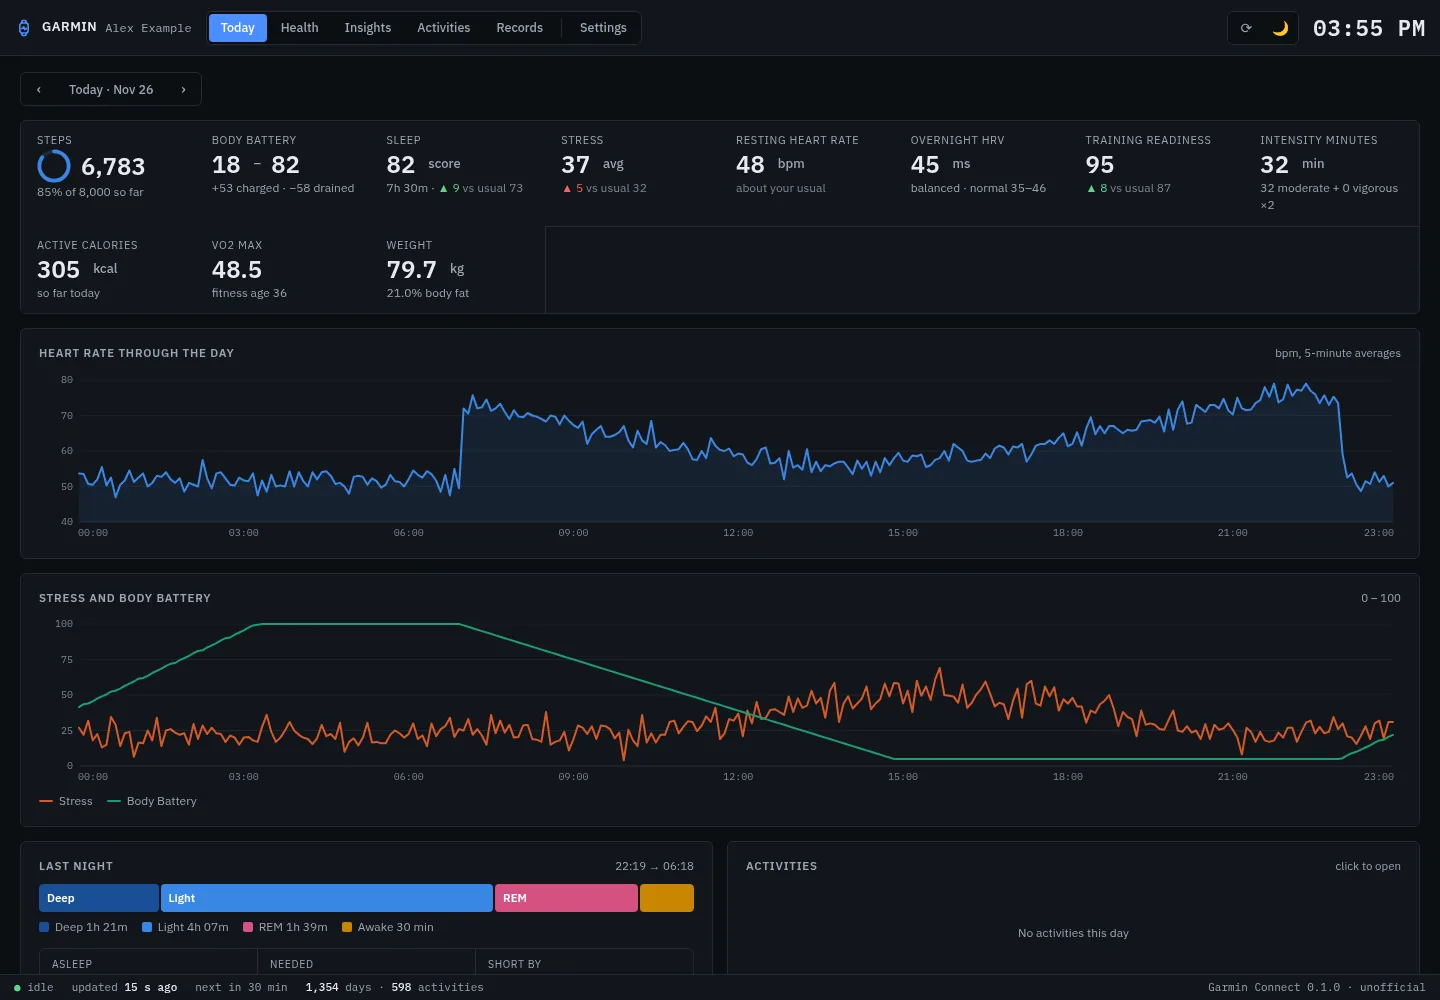 GARMIN Alex Example Today Health Insights Activities Records Settings 03:55 PM
‹ Today · Nov 26 ›
STEPS BODY BATTERY SLEEP STRESS RESTING HEART RATE OVERNIGHT HRV TRAINING READINESS INTENSITY MINUTES
6,783 18 – 82 82 score 37 avg 48 bpm 45 ms 95 32 min
85% of 8,000 so far +53 charged · −58 drained 7h 30m · ▲ 9 vs usual 73 ▲ 5 vs usual 32 about your usual balanced · normal 35–46 ▲ 8 vs usual 87 32 moderate + 0 vigorous
×2
ACTIVE CALORIES VO2 MAX WEIGHT
305 kcal 48.5 79.7 kg
so far today fitness age 36 21.0% body fat
HEART RATE THROUGH THE DAY bpm, 5-minute averages
80
70
60
50
40
00:00 03:00 06:00 09:00 12:00 15:00 18:00 21:00 23:00
STRESS AND BODY BATTERY 0 – 100
100
75
50
25
0
00:00 03:00 06:00 09:00 12:00 15:00 18:00 21:00 23:00
Stress Body Battery
LAST NIGHT 22:19 → 06:18
Deep Light REM
Deep 1h 21m Light 4h 07m REM 1h 39m Awake 30 min
ASLEEP NEEDED SHORT BY
ACTIVITIES click to open
No activities this day
idle updated 15 s ago next in 30 min 1,354 days · 598 activities Garmin Connect 0.1.0 · unofficial